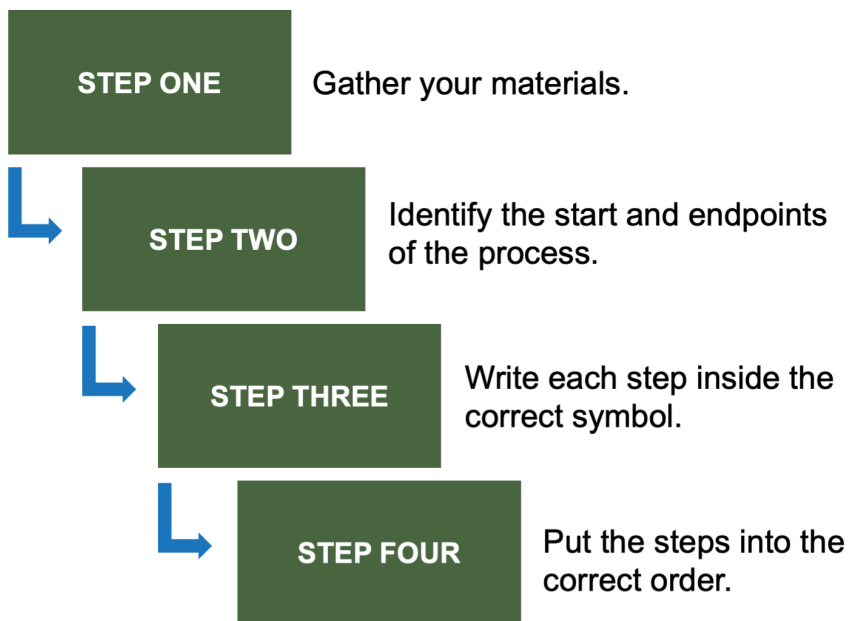 STEP ONE
Gather your materials.
STEP TWO
Identify the start and endpoints
of the process.
STEP THREE
Write each step inside the
correct symbol.
STEP FOUR
Put the steps into the
correct order.